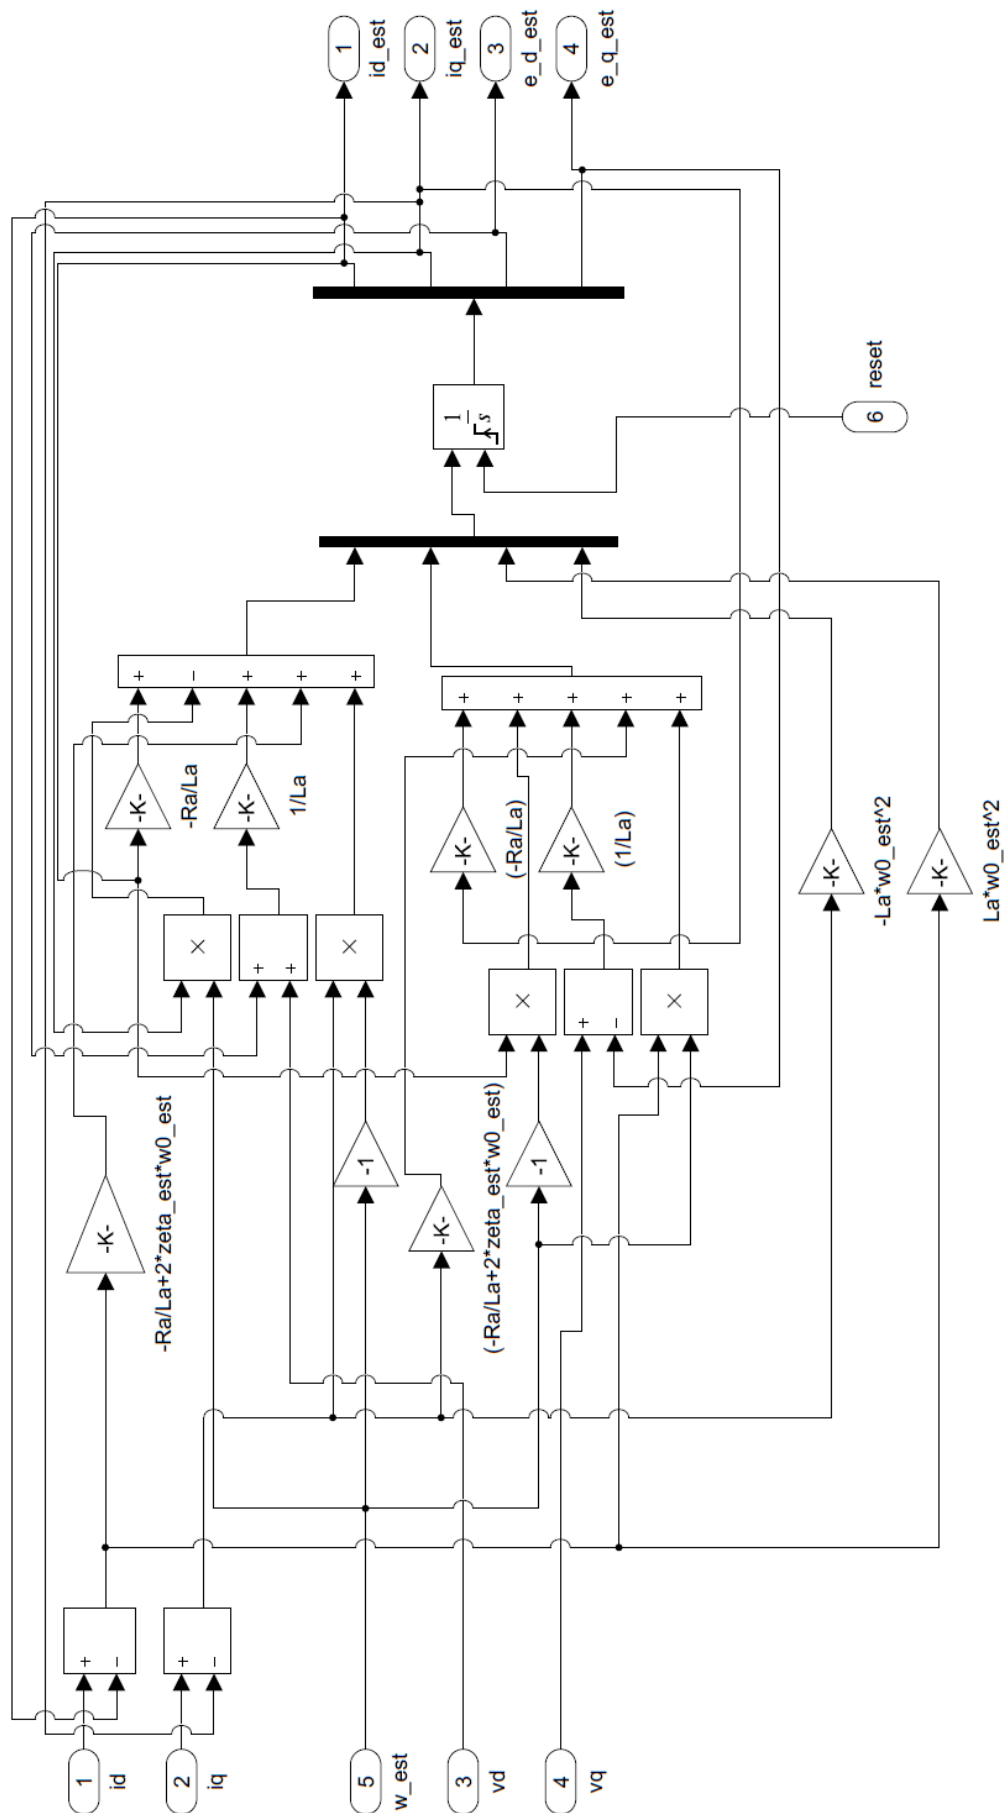 1
id
+
−
2
iq
+
−
5
w_est
3
vd
4
vq
-K-
-Ra/La+2*zeta_est*w0_est
-1
-K-
(-Ra/La+2*zeta_est*w0_est)
-1
×
+
+
×
×
+
−
×
-K-
-Ra/La
-K-
1/La
-K-
(-Ra/La)
-K-
(1/La)
-K-
-La*w0_est^2
-K-
La*w0_est^2
+
−
+
+
+
+
+
+
+
+
1
s
6
reset
1
id_est
2
iq_est
3
e_d_est
4
e_q_est